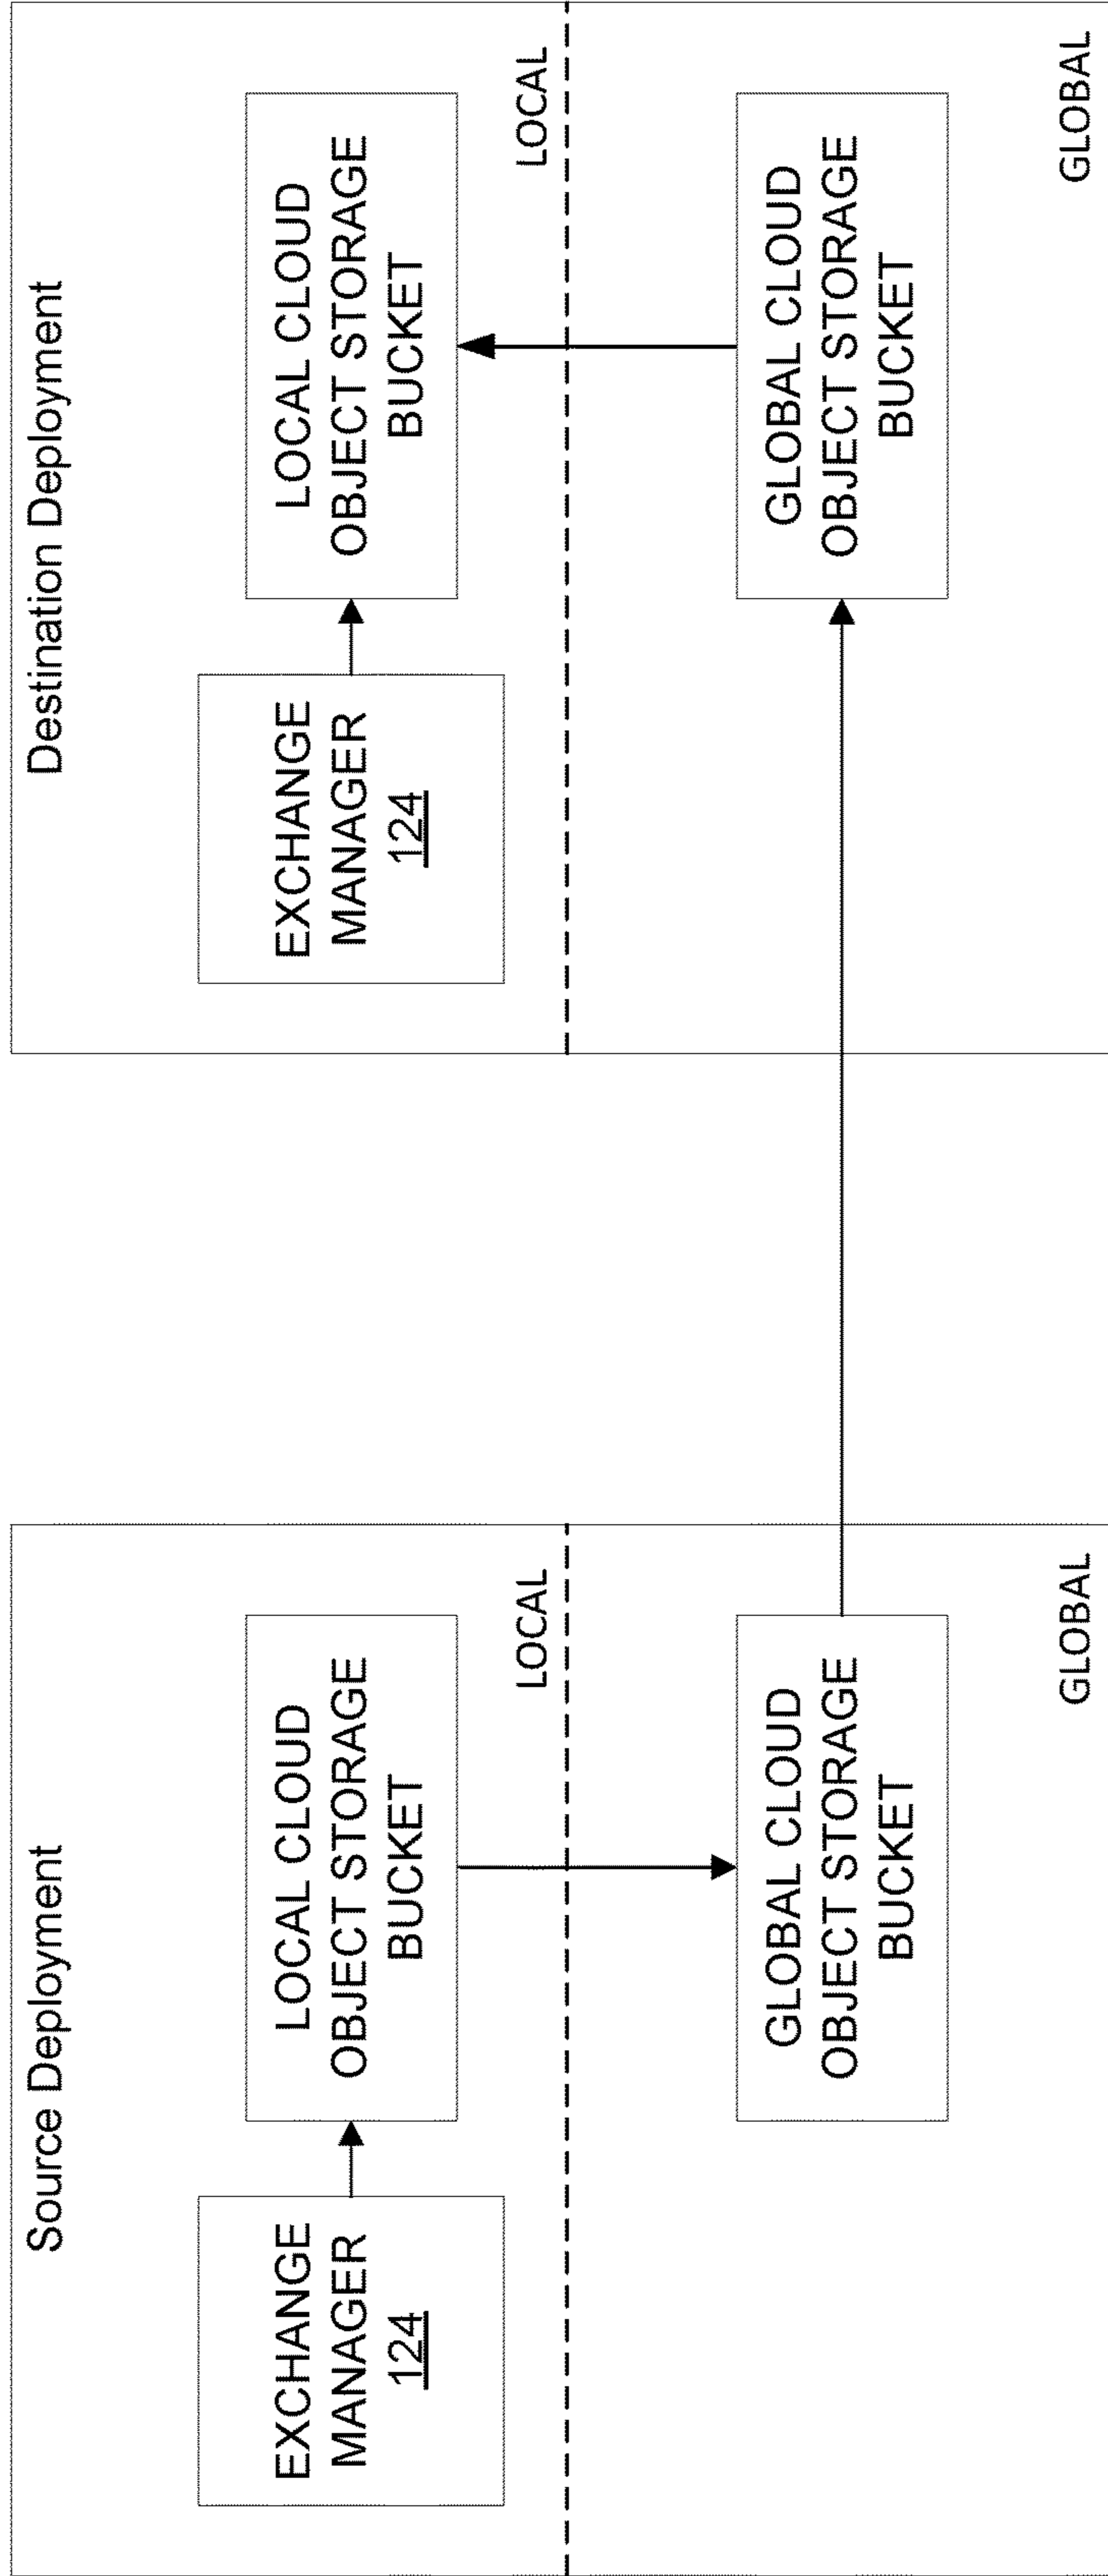 Source Deployment
EXCHANGE
MANAGER
124
LOCAL CLOUD
OBJECT STORAGE
BUCKET
LOCAL
GLOBAL CLOUD
OBJECT STORAGE
BUCKET
GLOBAL
Destination Deployment
EXCHANGE
MANAGER
124
LOCAL CLOUD
OBJECT STORAGE
BUCKET
LOCAL
GLOBAL CLOUD
OBJECT STORAGE
BUCKET
GLOBAL